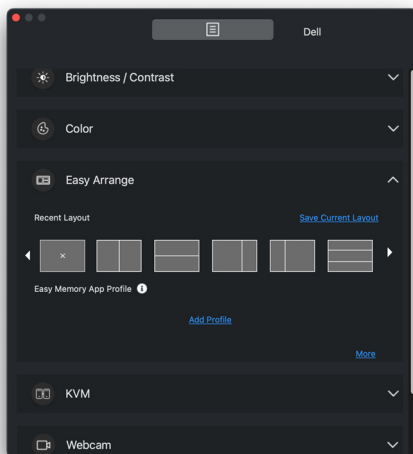 Dell
Brightness / Contrast
Color
Easy Arrange
Recent Layout
Save Current Layout
Easy Memory App Profile
Add Profile
More
KVM
Webcam